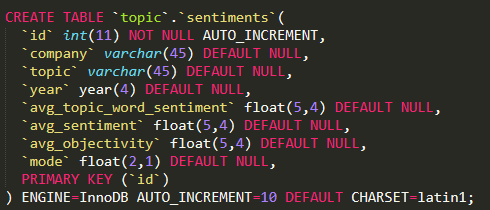 CREATE TABLE `topic`.`sentiments`(
`id` int(11) NOT NULL AUTO_INCREMENT,
`company` varchar(45) DEFAULT NULL,
`topic` varchar(45) DEFAULT NULL,
`year` year(4) DEFAULT NULL,
`avg_topic_word_sentiment` float(5,4) DEFAULT NULL,
`avg_sentiment` float(5,4) DEFAULT NULL,
`avg_objectivity` float(5,4) DEFAULT NULL,
`mode` float(2,1) DEFAULT NULL,
PRIMARY KEY (`id`)
) ENGINE=InnoDB AUTO_INCREMENT=10 DEFAULT CHARSET=latin1;